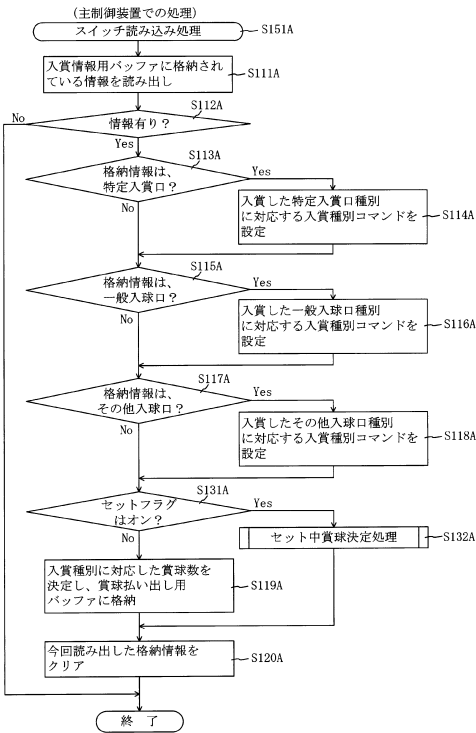 (主制御装置での処理)
スイッチ読み込み処理
S151A
入賞情報用バッファに格納され
ている情報を読み出し
S111A
情報有り?
S112A
No
Yes
格納情報は、
特定入賞口?
S113A
Yes
No
入賞した特定入賞口種別
に対応する入賞種別コマンドを
設定
S114A
格納情報は、
一般入球口?
S115A
Yes
No
入賞した一般入球口種別
に対応する入賞種別コマンドを
設定
S116A
格納情報は、
その他入球口?
S117A
Yes
No
入賞したその他入球口種別
に対応する入賞種別コマンドを
設定
S118A
セットフラグ
はオン?
S131A
Yes
No
セット中賞球決定処理
S132A
入賞種別に対応した賞球数を
決定し、賞球払い出し用
バッファに格納
S119A
今回読み出した格納情報を
クリア
S120A
終 了